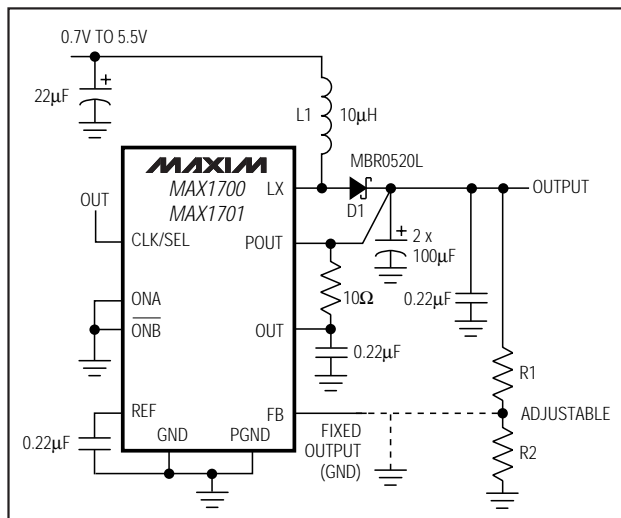 0.7V TO 5.5V
22µF
+
L1
10µH
MAXIM
MAX1700
MAX1701
LX
MBR0520L
D1
OUTPUT
OUT
CLK/SEL
POUT
+
2 x
100µF
0.22µF
10Ω
ONA
ONB
OUT
0.22µF
R1
REF
FB
FIXED
OUTPUT
(GND)
ADJUSTABLE
0.22µF
GND
PGND
R2